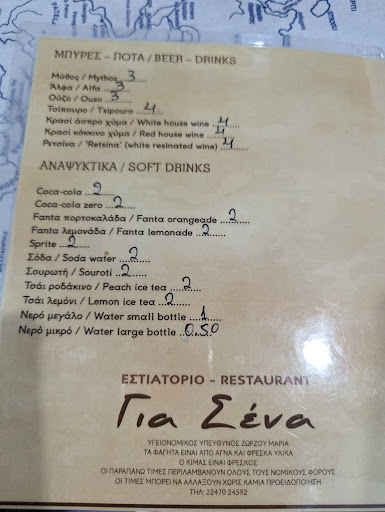 ΜΠΥΡΕΣ – ΠΟΤΑ / BEER – DRINKS
Μύθος / Mythos 3
Άλφα / Alfa 3
Ούζο / Ouzo 3
Τσίπουρο / Tsipouro 4
Κρασί άσπρο χύμα / White house wine 4
Κρασί κόκκινο χύμα / Red house wine 4
Ρετσίνα / 'Retsina' (white resinated wine) 4
ΑΝΑΨΥΚΤΙΚΑ / SOFT DRINKS
Coca-cola 2
Coca-cola zero 2
Fanta πορτοκαλάδα / Fanta orangeade 2
Fanta λεμονάδα / Fanta lemonade 2
Sprite 2
Σόδα / Soda water 2
Σουρωτή / Souroti 2
Τσάι ροδάκινο / Peach ice tea 2
Τσάι λεμόνι / Lemon ice tea 2
Νερό μεγάλο / Water small bottle 1
Νερό μικρό / Water large bottle 0,50
ΕΣΤΙΑΤΟΡΙΟ – RESTAURANT
Για Σένα
ΥΓΕΙΟΝΟΜΙΚΟΣ ΥΠΕΥΘΥΝΟΣ ΖΩΡΖΟΥ ΜΑΡΙΑ
ΤΑ ΦΑΓΗΤΑ ΕΙΝΑΙ ΑΠΟ ΑΓΝΑ ΚΑΙ ΦΡΕΣΚΑ ΥΛΙΚΑ
Ο ΚΙΜΑΣ ΕΙΝΑΙ ΦΡΕΣΚΟΣ
ΟΙ ΠΑΡΑΠΑΝΩ ΤΙΜΕΣ ΠΕΡΙΛΑΜΒΑΝΟΥΝ ΟΛΟΥΣ ΤΟΥΣ ΝΟΜΙΚΟΥΣ ΦΟΡΟΥΣ
ΟΙ ΤΙΜΕΣ ΜΠΟΡΕΙ ΝΑ ΑΛΛΑΞΟΥΝ ΧΩΡΙΣ ΚΑΜΙΑ ΠΡΟΕΙΔΟΠΟΙΗΣΗ
ΤΗΛ: 22470 24592